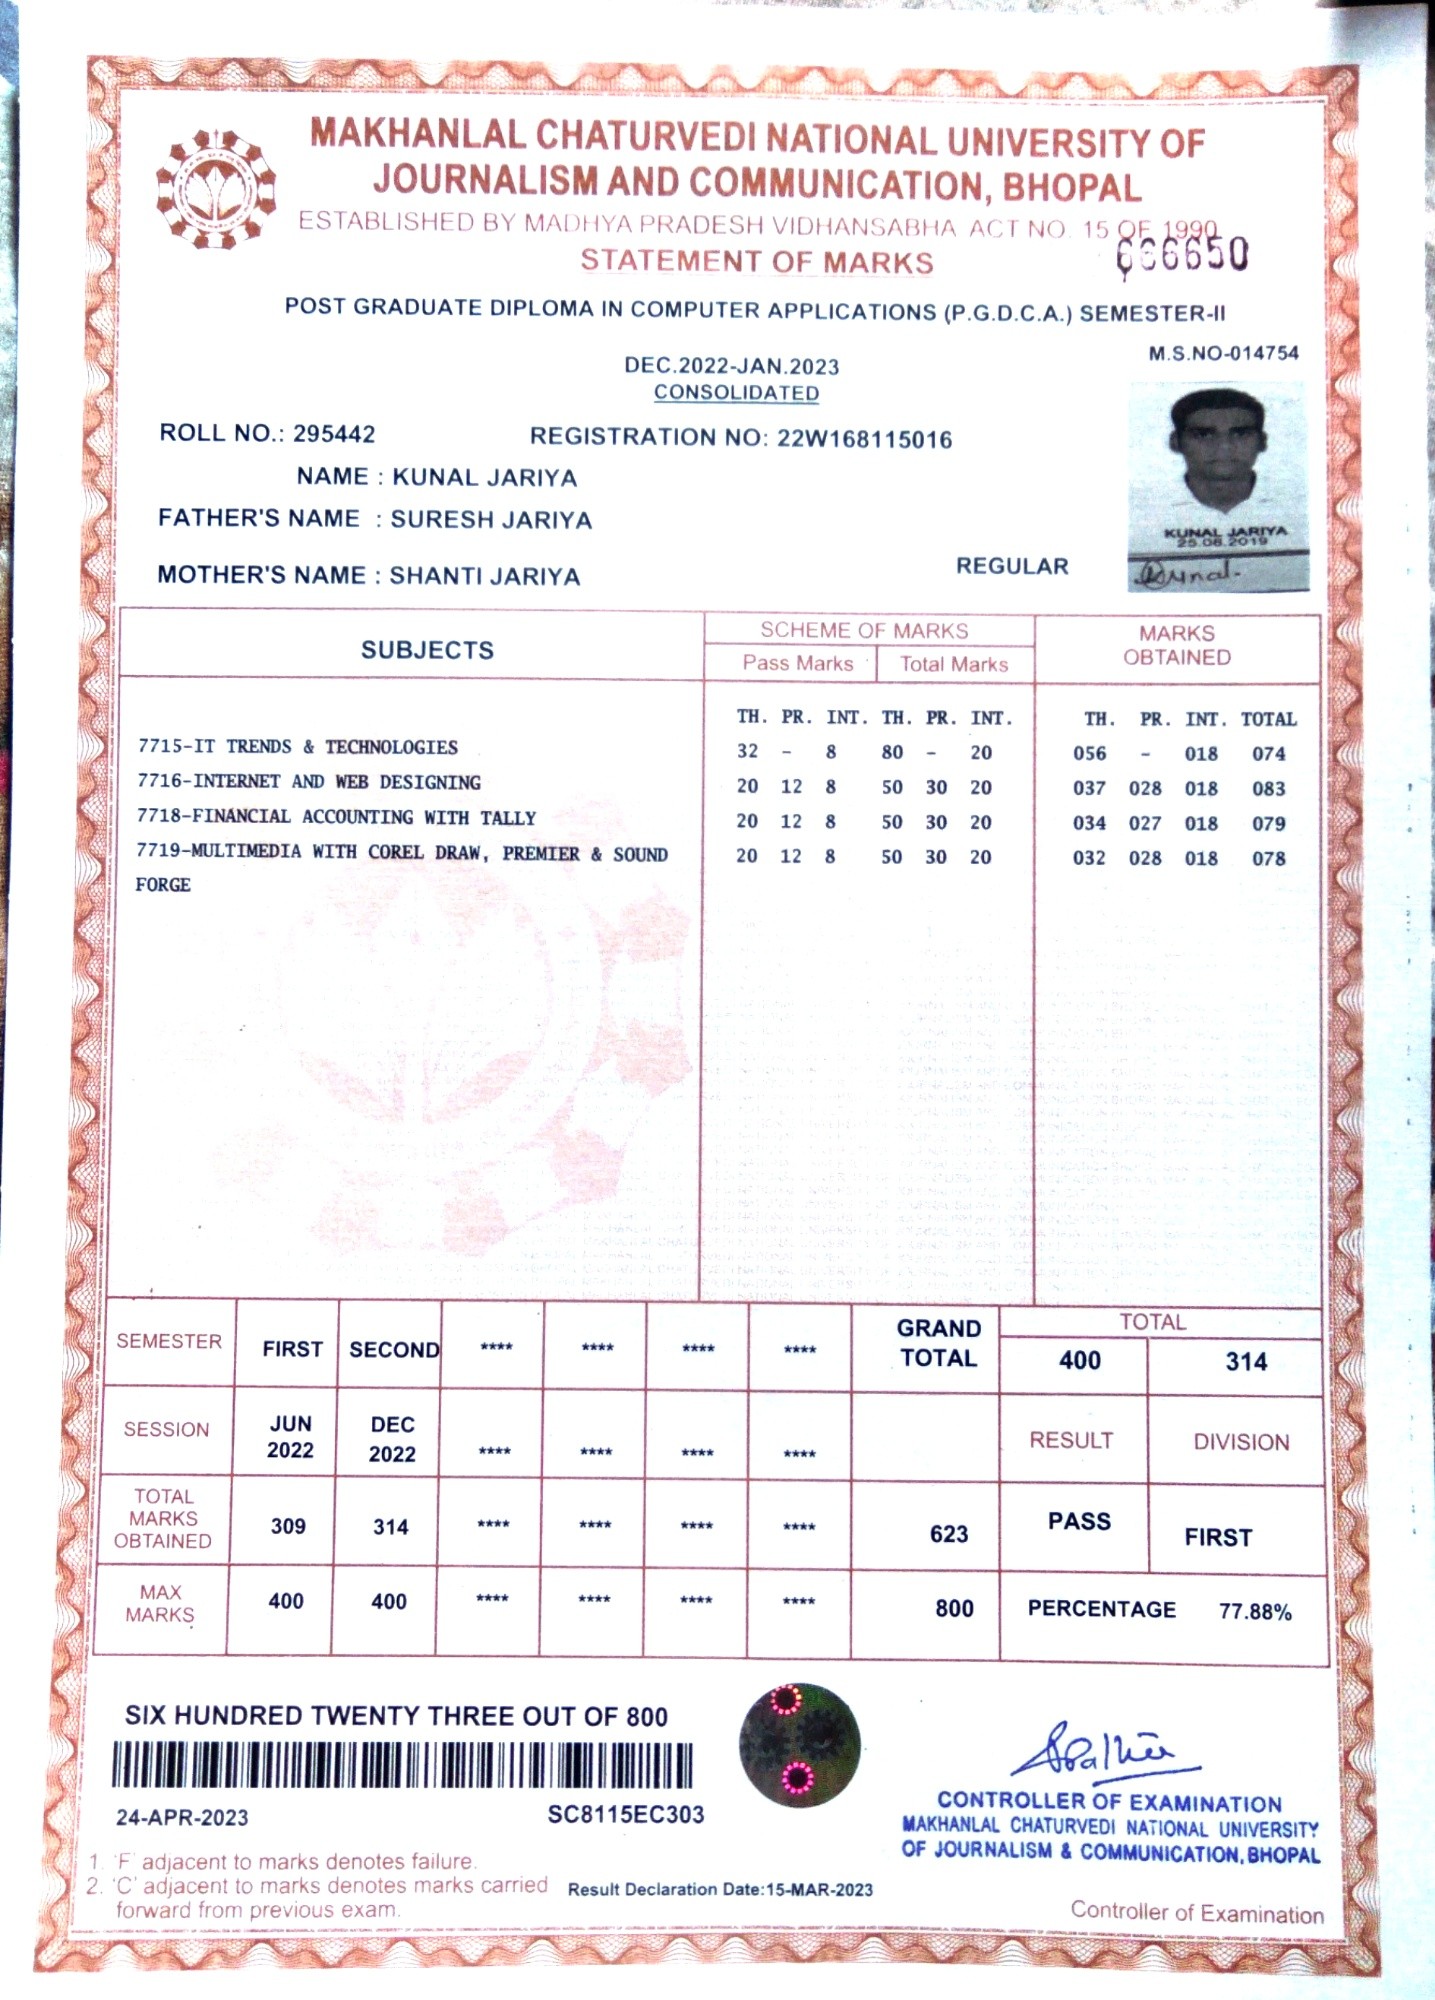 MAKHANLAL CHATURVEDI NATIONAL UNIVERSITY OF
JOURNALISM AND COMMUNICATION, BHOPAL
ESTABLISHED BY MADHYA PRADESH VIDHANSABHA ACT NO. 15 OF 1990
STATEMENT OF MARKS
666650
POST GRADUATE DIPLOMA IN COMPUTER APPLICATIONS (P.G.D.C.A.) SEMESTER-II
M.S.NO-014754
DEC.2022-JAN.2023
CONSOLIDATED
ROLL NO.: 295442 REGISTRATION NO: 22W168115016
NAME : KUNAL JARIYA
FATHER'S NAME : SURESH JARIYA
MOTHER'S NAME : SHANTI JARIYA
REGULAR
KUNAL JARIYA
25.08.2019
Kunal.
SUBJECTS SCHEME OF MARKS MARKS OBTAINED
Pass Marks Total Marks
TH. PR. INT. TH. PR. INT. TH. PR. INT. TOTAL
7715-IT TRENDS & TECHNOLOGIES 32 - 8 80 - 20 056 - 018 074
7716-INTERNET AND WEB DESIGNING 20 12 8 50 30 20 037 028 018 083
7718-FINANCIAL ACCOUNTING WITH TALLY 20 12 8 50 30 20 034 027 018 079
7719-MULTIMEDIA WITH COREL DRAW, PREMIER & SOUND 20 12 8 50 30 20 032 028 018 078
FORGE
SEMESTER FIRST SECOND **** **** **** **** GRAND TOTAL TOTAL
400 314
SESSION JUN 2022 DEC 2022 **** **** **** **** RESULT DIVISION
TOTAL MARKS OBTAINED 309 314 **** **** **** **** 623 PASS FIRST
MAX MARKS 400 400 **** **** **** **** 800 PERCENTAGE 77.88%
SIX HUNDRED TWENTY THREE OUT OF 800
24-APR-2023 SC8115EC303
CONTROLLER OF EXAMINATION
MAKHANLAL CHATURVEDI NATIONAL UNIVERSITY
OF JOURNALISM & COMMUNICATION, BHOPAL
1. 'F' adjacent to marks denotes failure.
2. 'C' adjacent to marks denotes marks carried
forward from previous exam.
Result Declaration Date:15-MAR-2023
Controller of Examination